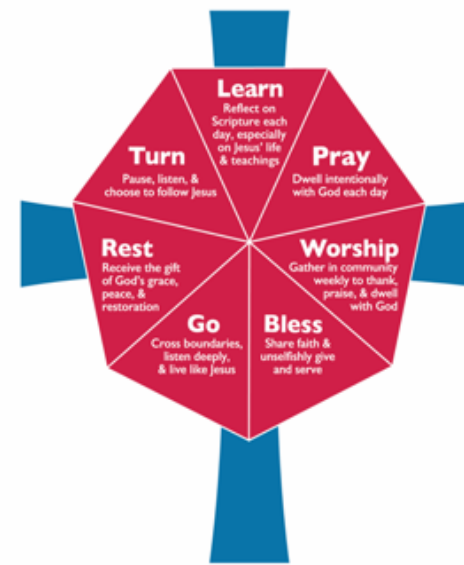 Learn
Reflect on
Scripture each
day, especially
on Jesus' life
& teachings
Turn
Pause, listen, &
choose to follow Jesus
Pray
Dwell intentionally
with God each day
Rest
Receive the gift
of God's grace,
peace, &
restoration
Worship
Gather in community
weekly to thank,
praise, & dwell
with God
Go
Cross boundaries,
listen deeply,
& live like Jesus
Bless
Share faith &
unselfishly give
and serve